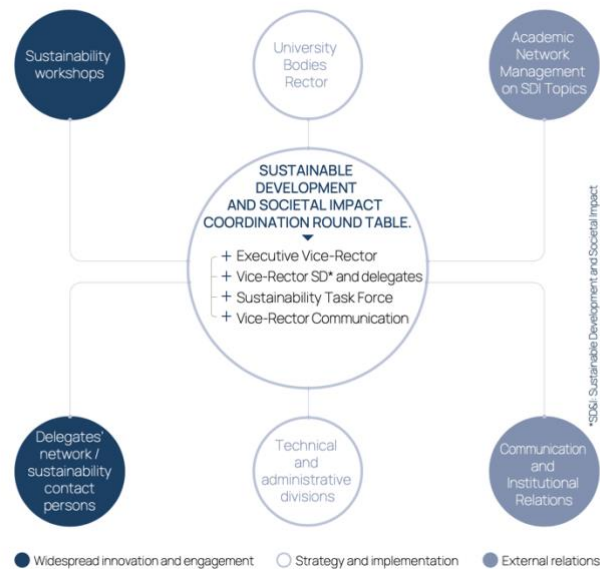 Sustainability
workshops
University
Bodies
Rector
Academic
Network
Management
on SDI Topics
SUSTAINABLE
DEVELOPMENT
AND SOCIETAL IMPACT
COORDINATION ROUND TABLE.
+ Executive Vice-Rector
+ Vice-Rector SD* and delegates
+ Sustainability Task Force
+ Vice-Rector Communication
*SD&I: Sustainable Development and Societal Impact
Delegates'
network /
sustainability
contact
persons
Technical
and
administrative
divisions
Communication
and
Institutional
Relations
Widespread innovation and engagement
Strategy and implementation
External relations